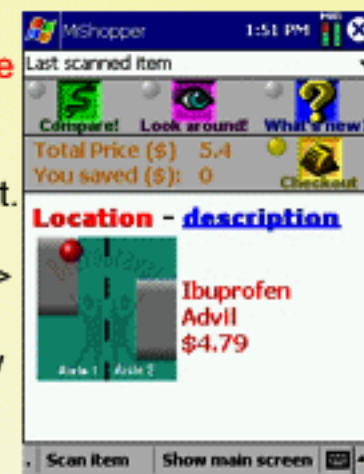 MiShopper 1:51 PM
Last scanned item
Compare! Look around! What's new?
Total Price ($) 5.4
You saved ($): 0
Checkout
Location - description
Ibuprofen
Advil
$4.79
Aisle 1 Aisle 2
Scan item Show main screen
e
t.
>